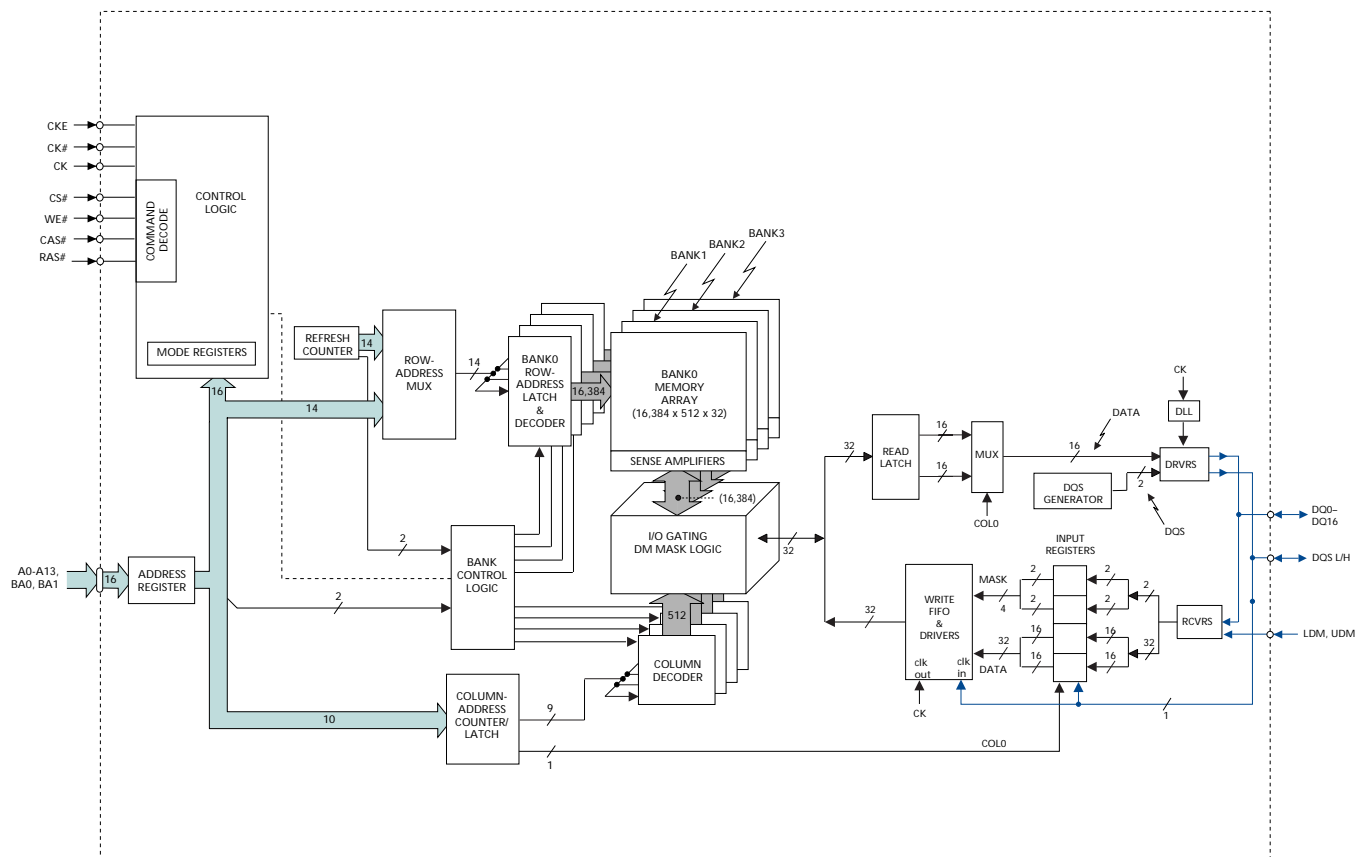 CKE
CK#
CK
CS#
WE#
CAS#
RAS#
COMMAND
DECODE
CONTROL
LOGIC
MODE REGISTERS
16
14
REFRESH
COUNTER
14
ROW-
ADDRESS
MUX
14
BANK0
ROW-
ADDRESS
LATCH
&
DECODER
16,384
BANK1
BANK2
BANK3
BANK0
MEMORY
ARRAY
(16,384 x 512 x 32)
SENSE AMPLIFIERS
(16,384)
I/O GATING
DM MASK LOGIC
512
COLUMN
DECODER
2
2
BANK
CONTROL
LOGIC
A0-A13,
BA0, BA1
16
ADDRESS
REGISTER
10
COLUMN-
ADDRESS
COUNTER/
LATCH
9
1
COL0
32
32
READ
LATCH
16
16
MUX
COL0
16
DATA
CK
DLL
DRVRS
DQS
GENERATOR
2
DQS
DQ0–
DQ16
DQS L/H
LDM, UDM
INPUT
REGISTERS
32
WRITE
FIFO
&
DRIVERS
clk
out
clk
in
CK
MASK
4
32
DATA
2
2
16
16
2
2
16
16
2
32
RCVRS
1